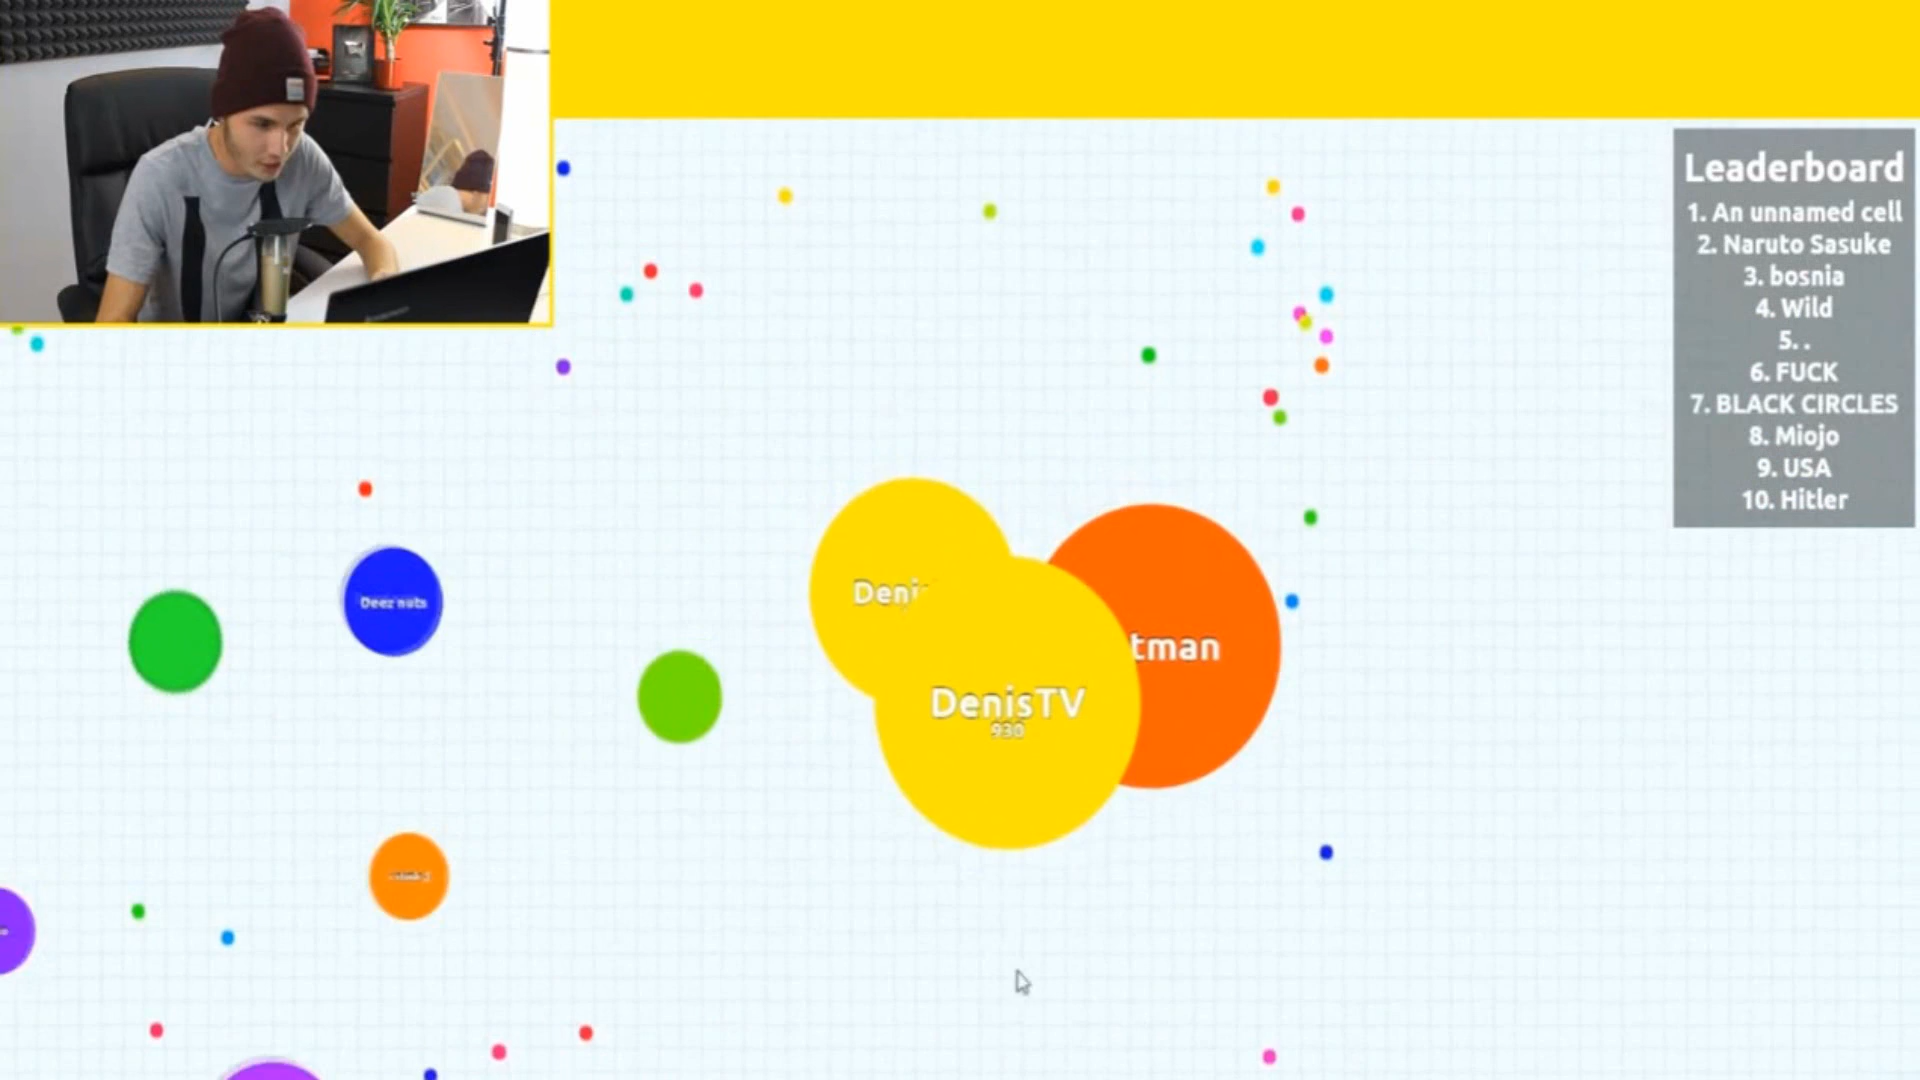 Leaderboard
1. An unnamed cell
2. Naruto Sasuke
3. bosnia
4. Wild
5. .
6. FUCK
7. BLACK CIRCLES
8. Miojo
9. USA
10. Hitler
Deni
tman
DenisTV
930
Deez nuts